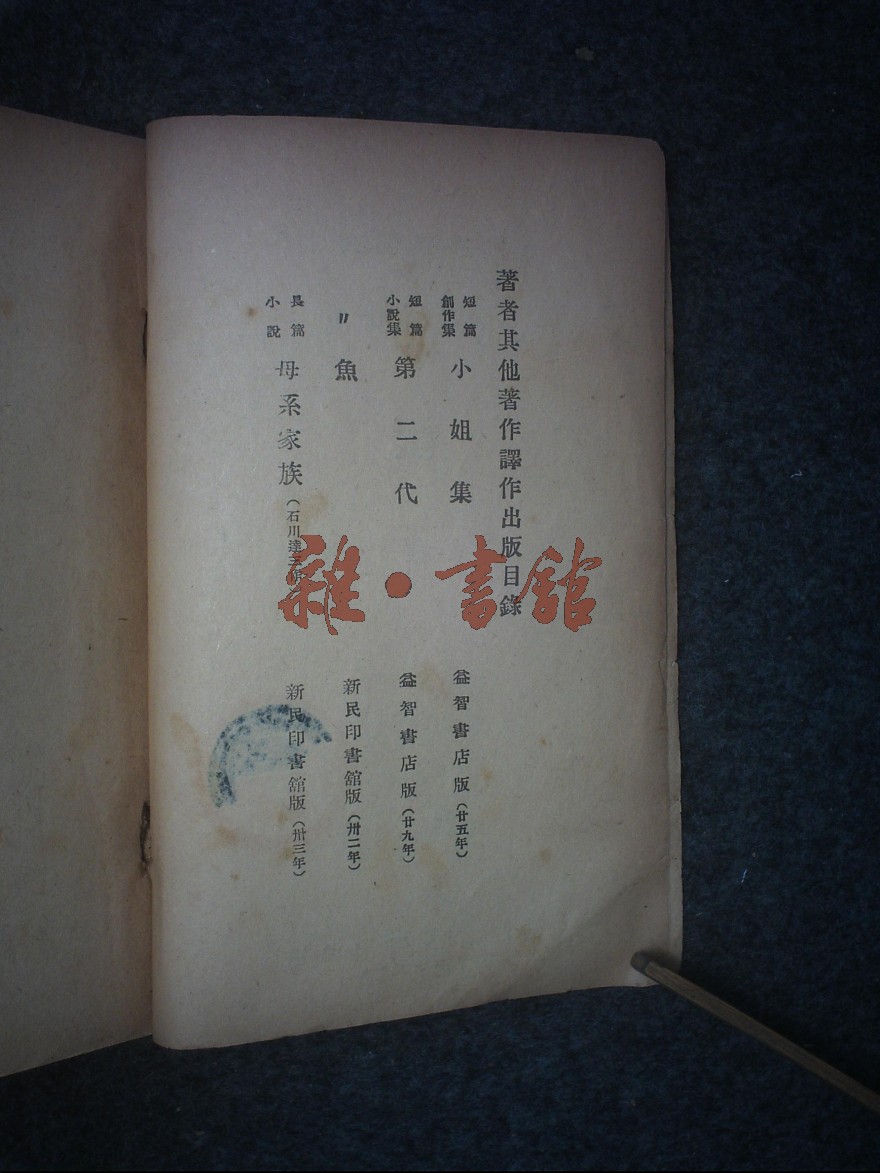 著者其他著作譯作出版目錄
短篇創作集 小姐集 益智書店版(廿五年)
短篇小說集 第二代 益智書店版(廿九年)
〃 魚 新民印書館版(卅二年)
長篇小說 母系家族(石川達三 新民印書館版(卅三年)
雜·書館